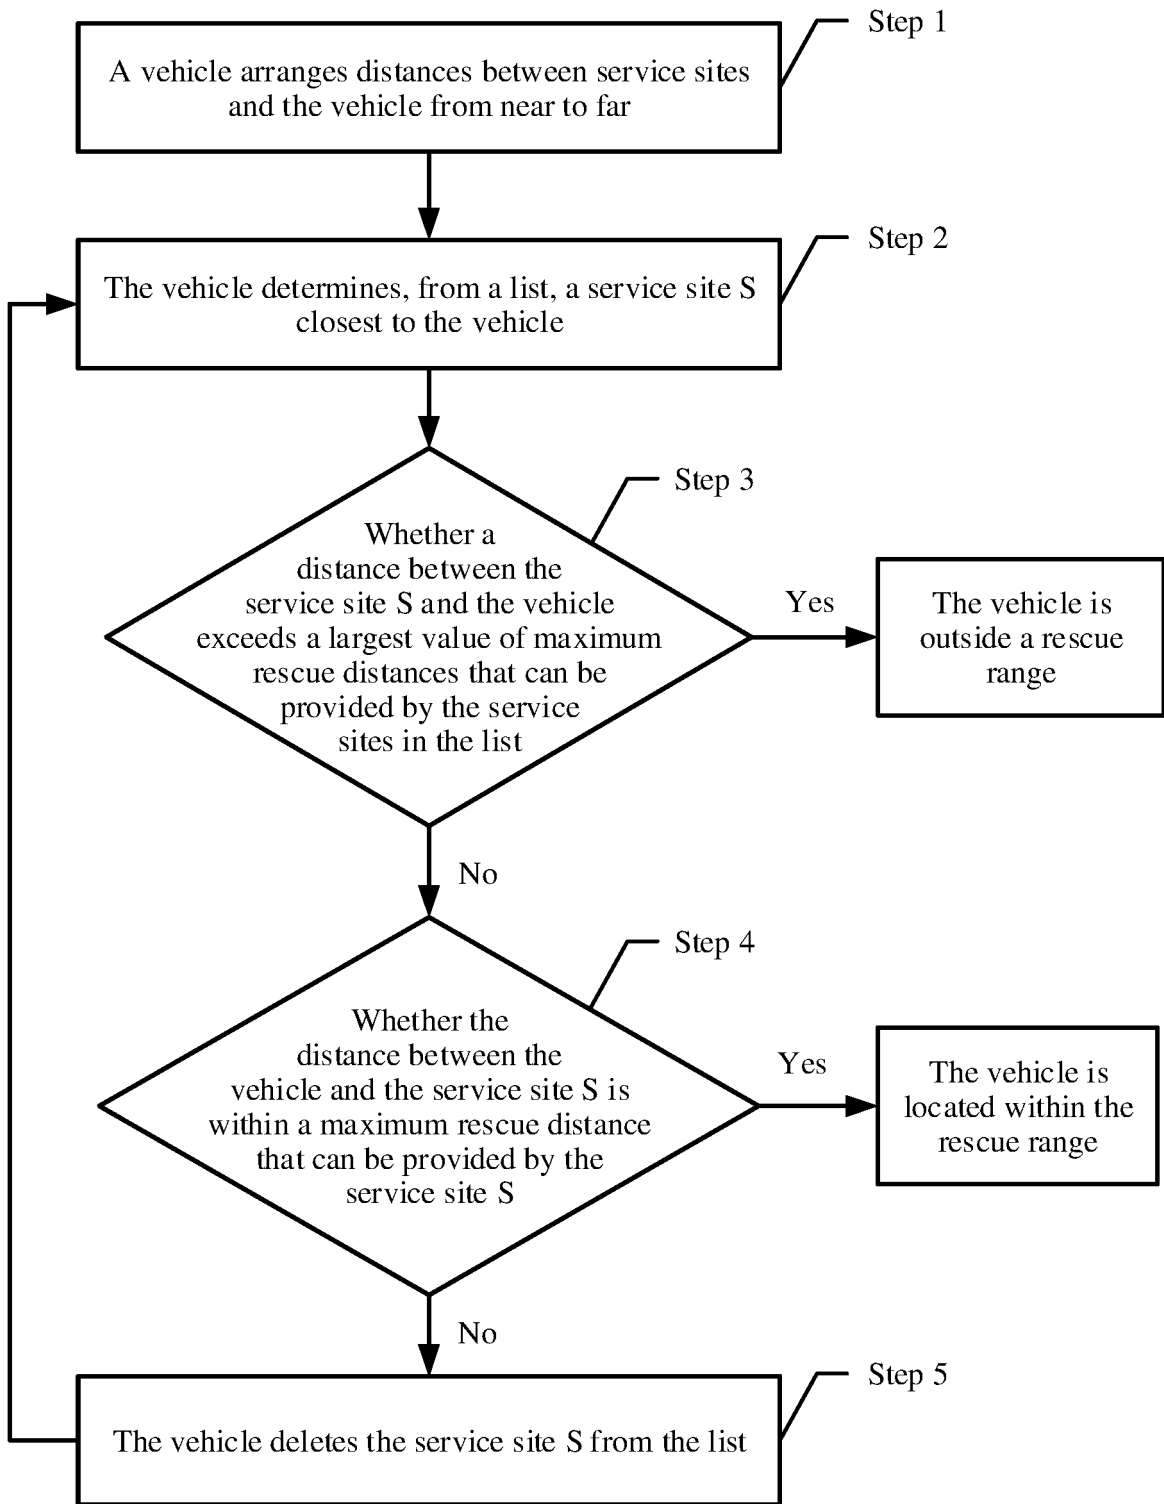 Step 1
A vehicle arranges distances between service sites
and the vehicle from near to far
Step 2
The vehicle determines, from a list, a service site S
closest to the vehicle
Step 3
Whether a
distance between the
service site S and the vehicle
exceeds a largest value of maximum
rescue distances that can be
provided by the service
sites in the list
Yes
The vehicle is
outside a rescue
range
No
Step 4
Whether the
distance between the
vehicle and the service site S is
within a maximum rescue distance
that can be provided by the
service site S
Yes
The vehicle is
located within the
rescue range
No
Step 5
The vehicle deletes the service site S from the list